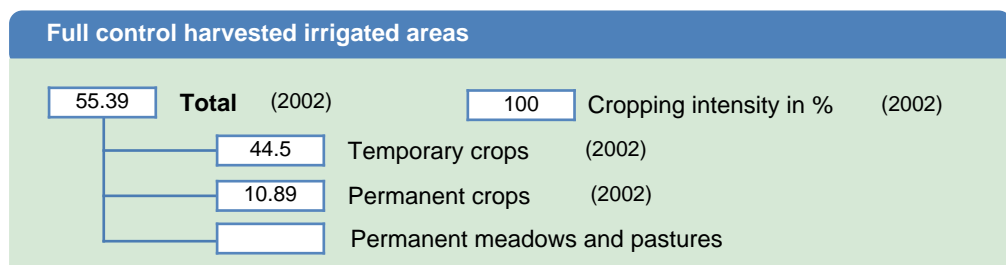 Full control harvested irrigated areas
55.39 Total (2002) 100 Cropping intensity in % (2002)
44.5 Temporary crops (2002)
10.89 Permanent crops (2002)
Permanent meadows and pastures